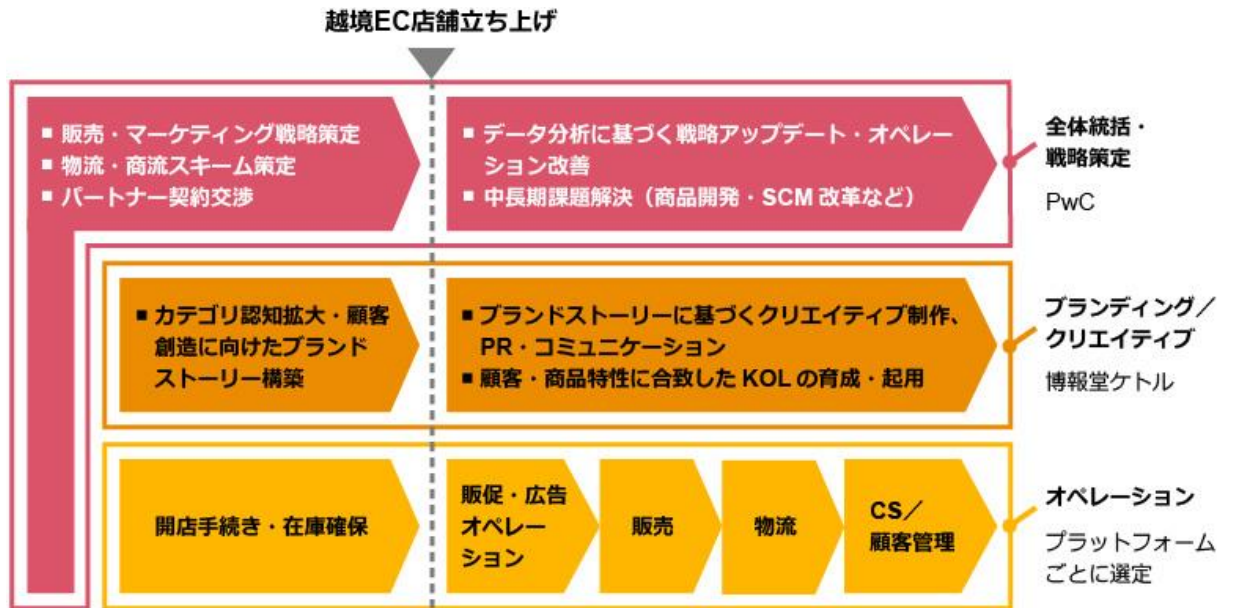 越境EC店舗立ち上げ
■ 販売・マーケティング戦略策定
■ 物流・商流スキーム策定
■ パートナー契約交渉
■ データ分析に基づく戦略アップデート・オペレー
ション改善
■ 中長期課題解決（商品開発・SCM 改革など）
全体統括・
戦略策定
PwC
■ カテゴリ認知拡大・顧客
創造に向けたブランド
ストーリー構築
■ ブランドストーリーに基づくクリエイティブ制作、
PR・コミュニケーション
■ 顧客・商品特性に合致した KOL の育成・起用
ブランディング／
クリエイティブ
博報堂ケトル
開店手続き・在庫確保
販促・広告
オペレー
ション
販売
物流
CS／
顧客管理
オペレーション
プラットフォーム
ごとに選定